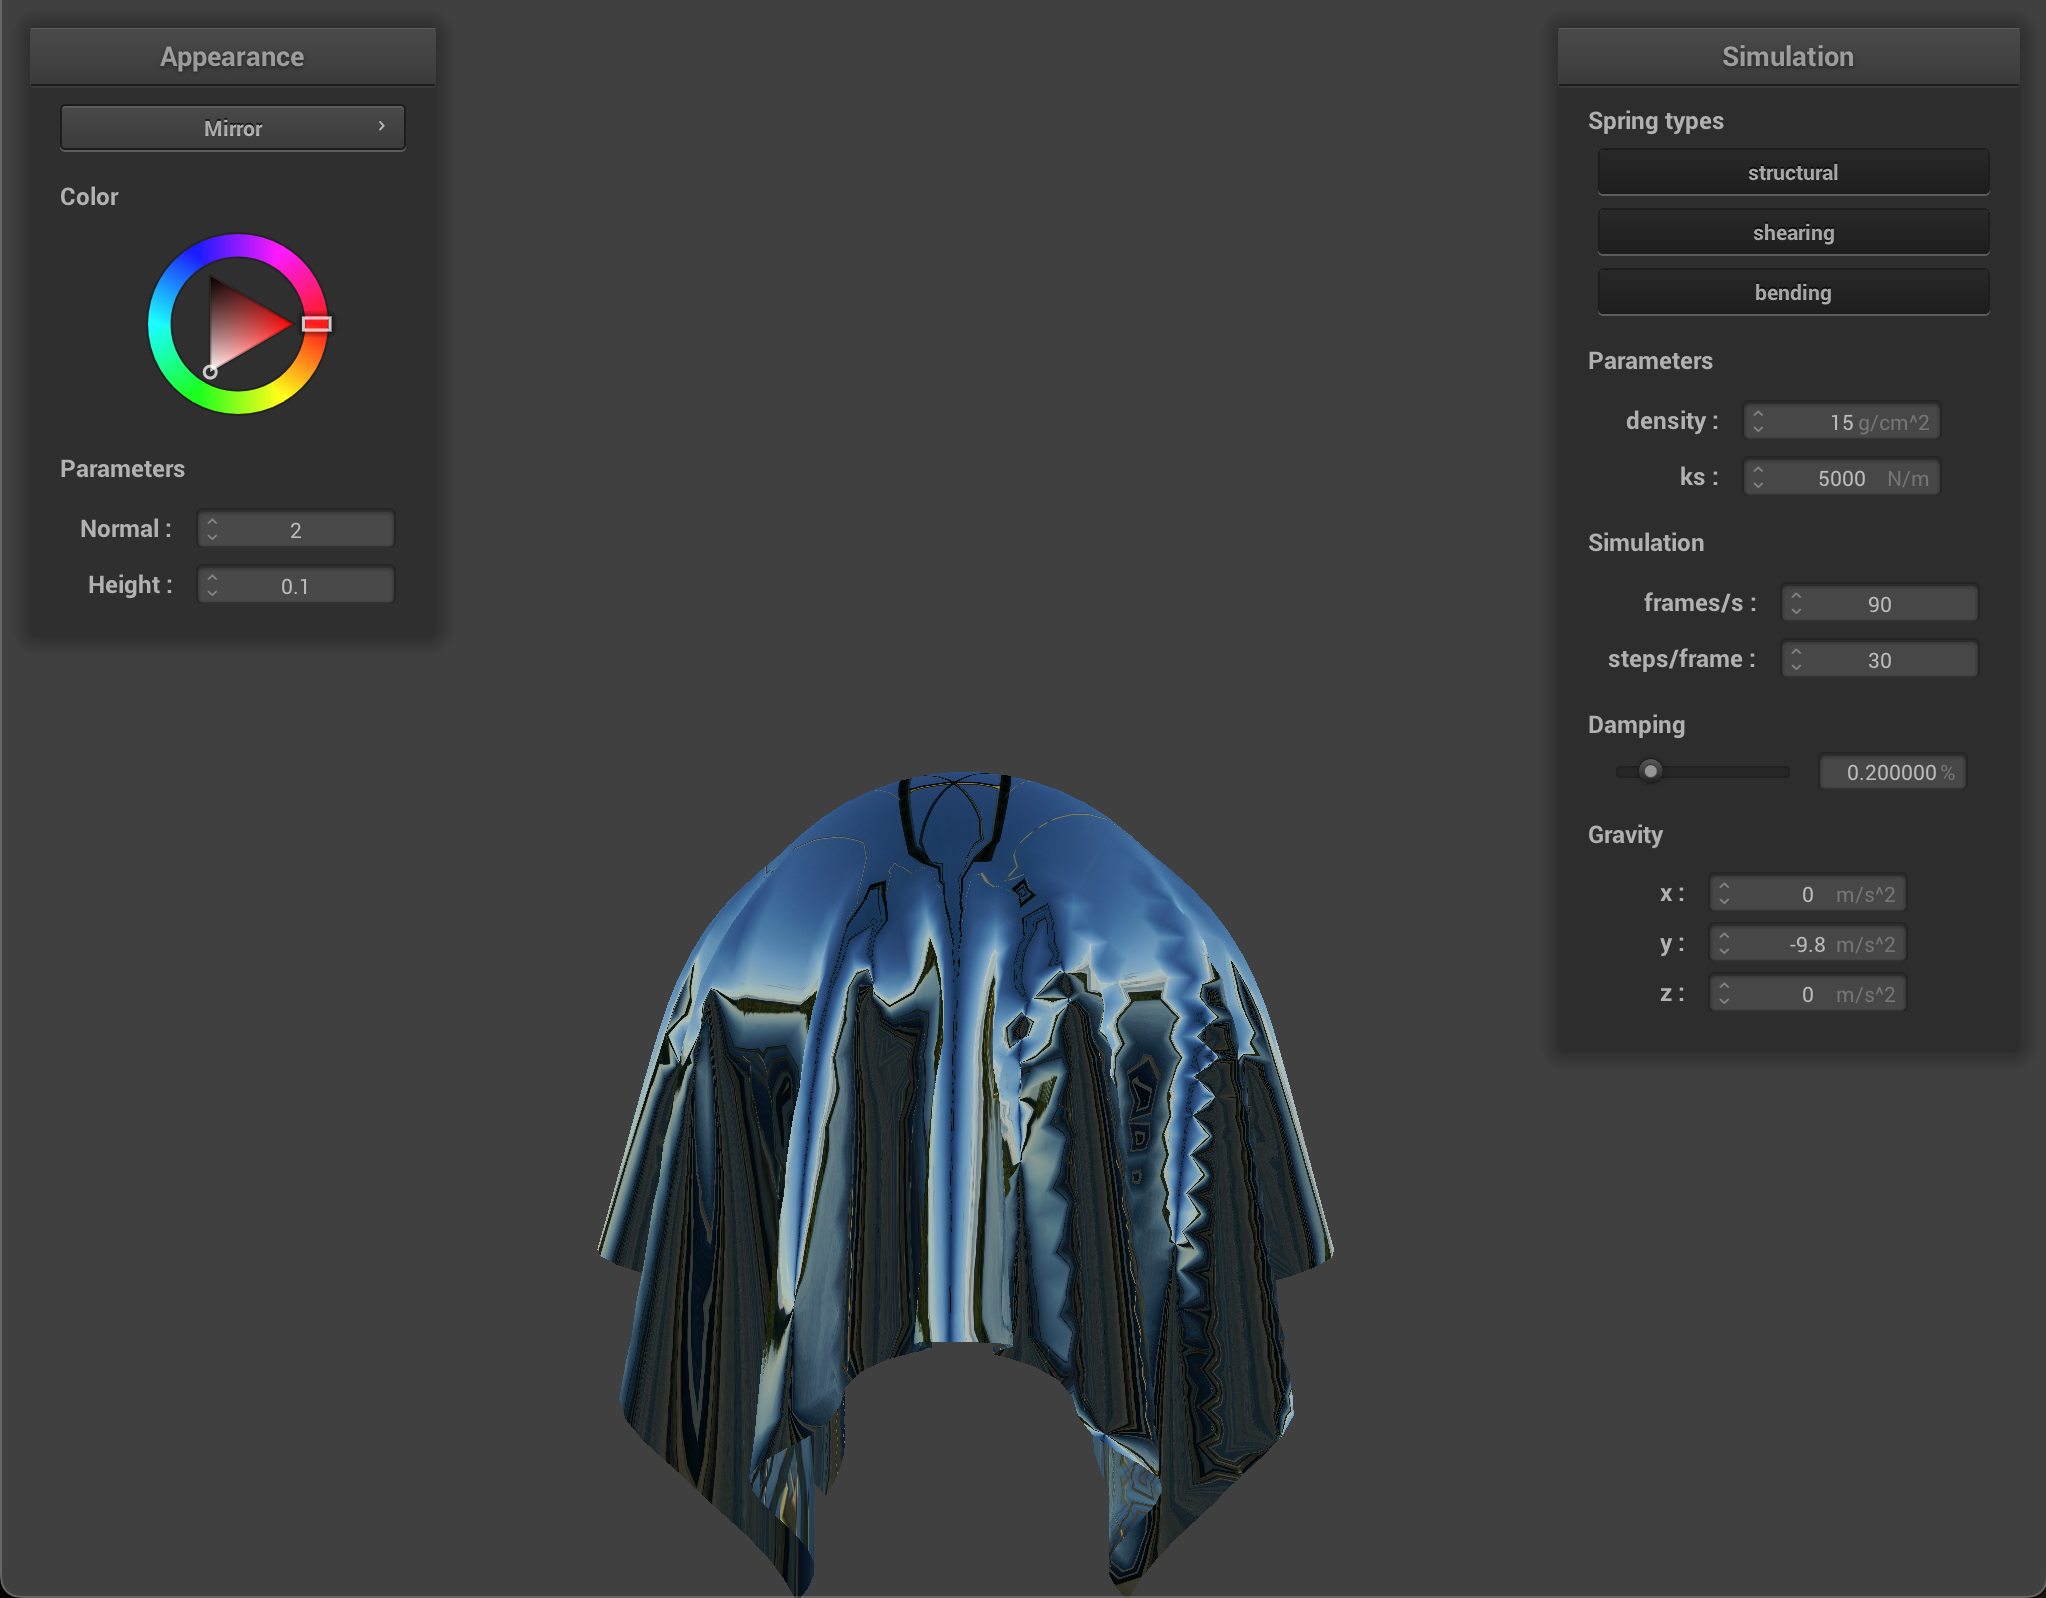 Appearance
Mirror
Color
Parameters
Normal : 2
Height : 0.1
Simulation
Spring types
structural
shearing
bending
Parameters
density : 15 g/cm^2
ks : 5000 N/m
Simulation
frames/s : 90
steps/frame : 30
Damping
0.200000 %
Gravity
x : 0 m/s^2
y : -9.8 m/s^2
z : 0 m/s^2